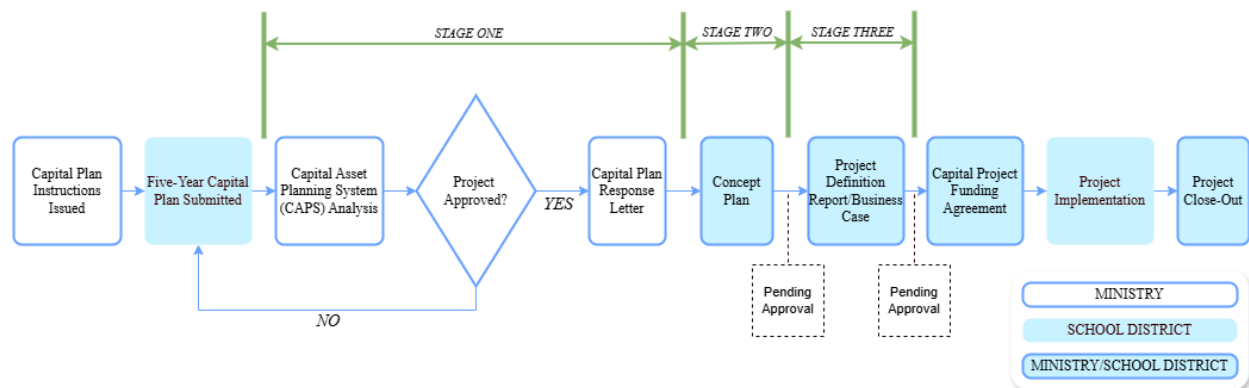 STAGE ONE
STAGE TWO
STAGE THREE
Capital Plan
Instructions
Issued
Five-Year Capital
Plan Submitted
Capital Asset
Planning System
(CAPS) Analysis
Project
Approved?
YES
NO
Capital Plan
Response
Letter
Concept
Plan
Project
Definition
Report/Business
Case
Capital Project
Funding
Agreement
Project
Implementation
Project
Close-Out
Pending
Approval
Pending
Approval
MINISTRY
SCHOOL DISTRICT
MINISTRY/SCHOOL DISTRICT